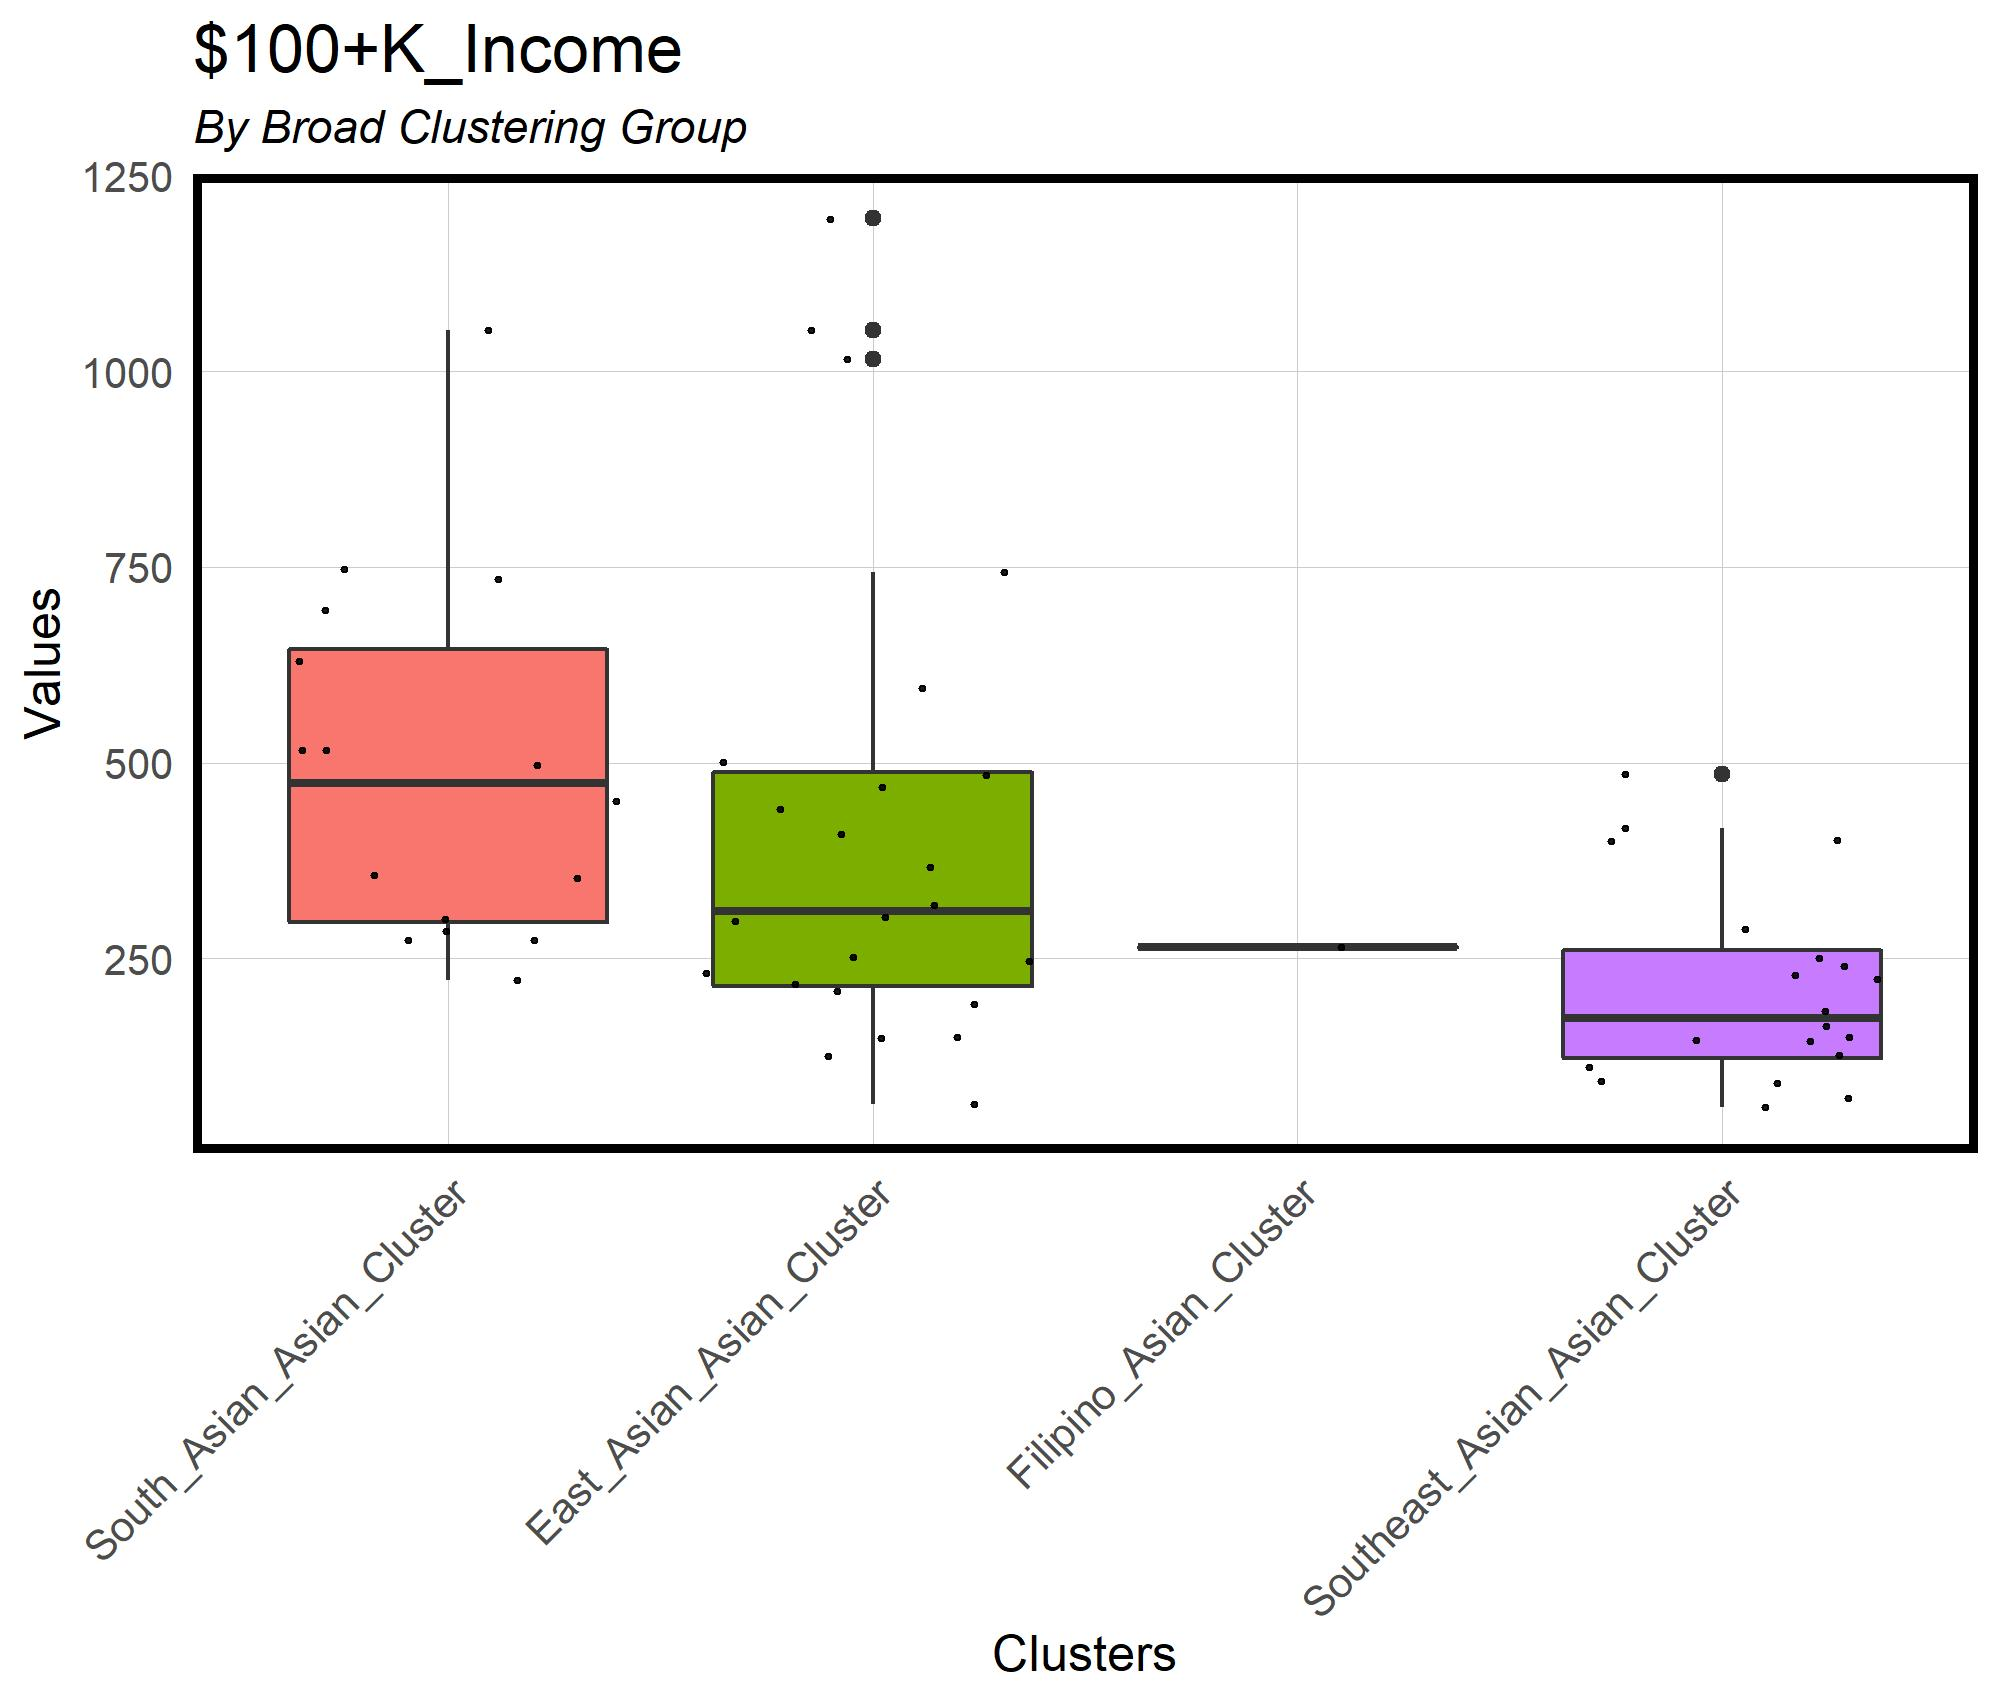 $100+K_Income
By Broad Clustering Group
1250
1000
750
500
250
Values
South_Asian_Asian_Cluster
East_Asian_Asian_Cluster
Filipino_Asian_Cluster
Southeast_Asian_Asian_Cluster
Clusters